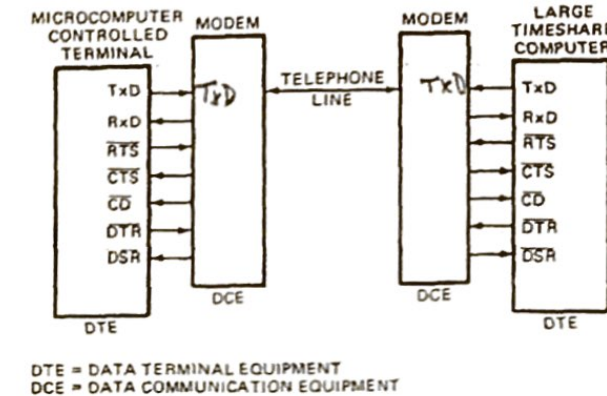 MICROCOMPUTER
CONTROLLED
TERMINAL
MODEM
MODEM
LARGE
TIMESHARE
COMPUTER
TxD
TxD
TELEPHONE
LINE
TxD
TxD
RxD
RxD
RTS
RTS
CTS
CTS
CD
CD
DTR
DTR
DSR
DSR
DCE
DCE
DTE
DTE
DTE = DATA TERMINAL EQUIPMENT
DCE = DATA COMMUNICATION EQUIPMENT